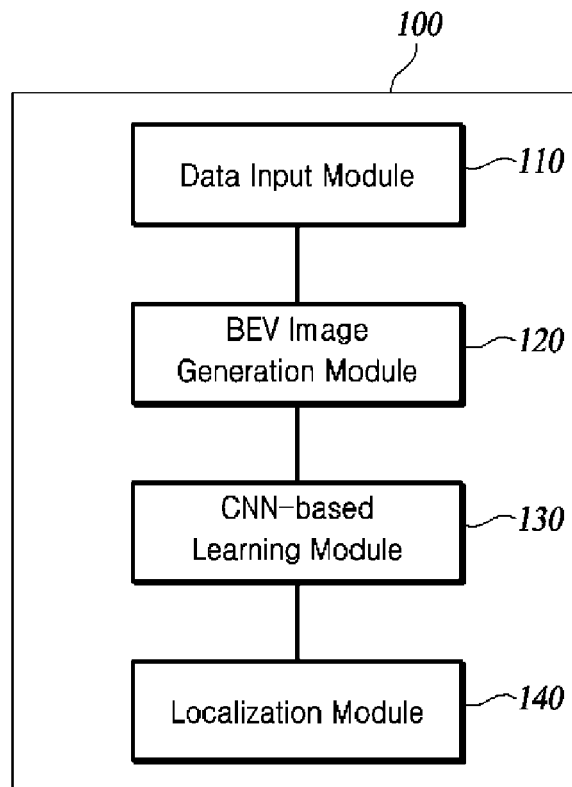 100
Data Input Module
110
BEV Image
Generation Module
120
CNN-based
Learning Module
130
Localization Module
140